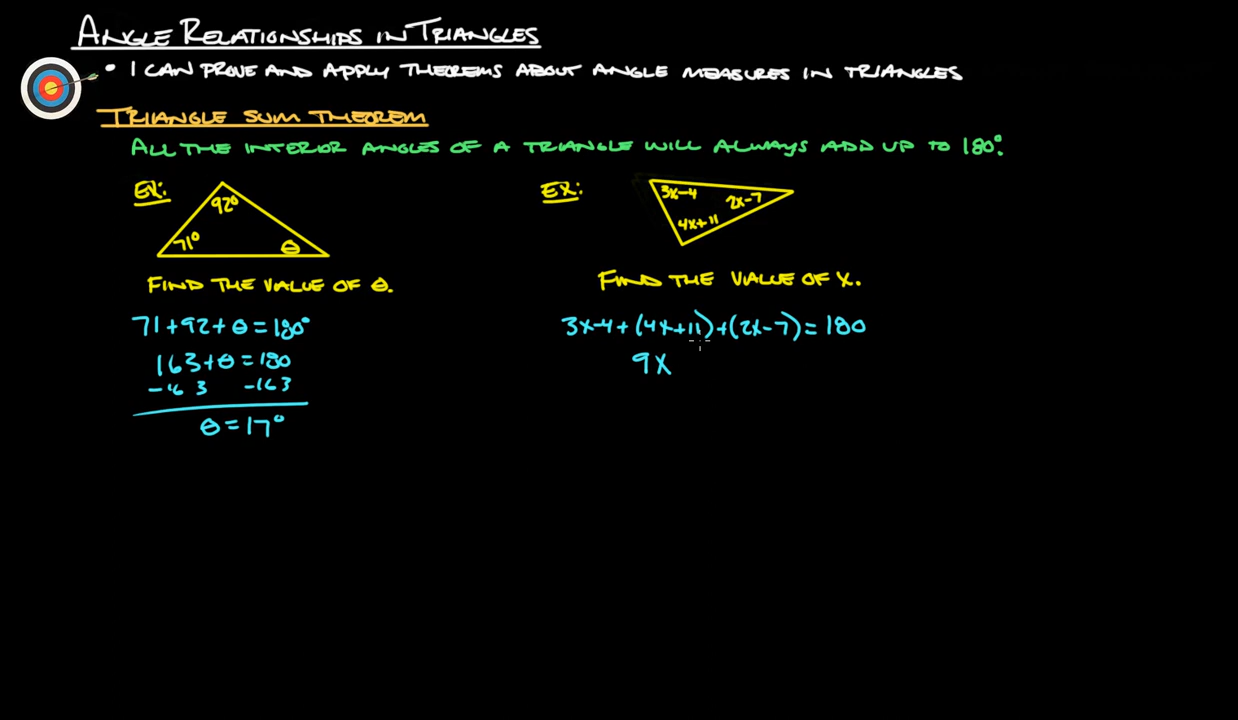 ANGLE RELATIONSHIPS IN TRIANGLES
• I CAN PROVE AND APPLY THEOREMS ABOUT ANGLE MEASURES IN TRIANGLES
TRIANGLE SUM THEOREM
ALL THE INTERIOR ANGLES OF A TRIANGLE WILL ALWAYS ADD UP TO 180°.
EX:
92°
71°
θ
FIND THE VALUE OF θ.
71+92+θ=180°
163+θ=180
-163 -163
θ=17°
EX:
3x-4
2x-7
4x+11
FIND THE VALUE OF X.
3x-4+(4x+11)+(2x-7)=180
9x